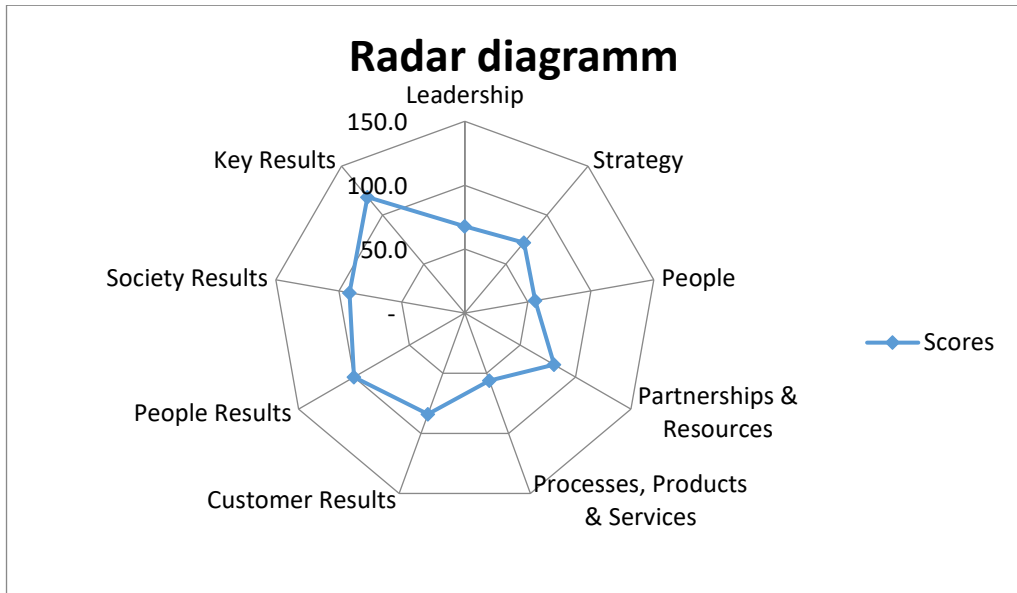 Radar diagramm
Leadership
150.0
Key Results
Strategy
100.0
50.0
Society Results
People
-
Scores
Partnerships &
Resources
People Results
Processes, Products
& Services
Customer Results